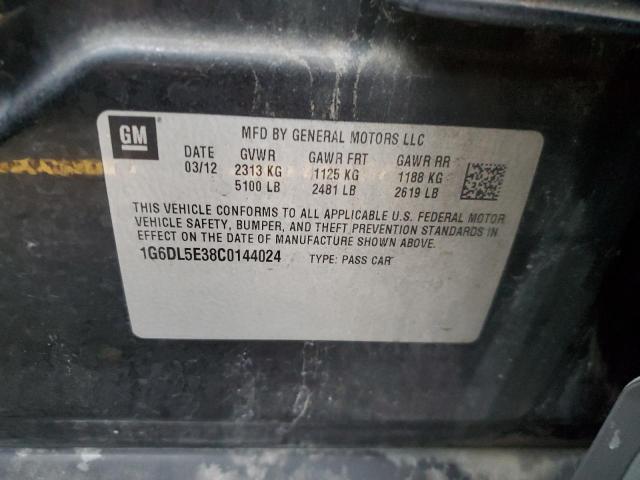 GM
MFD BY GENERAL MOTORS LLC
DATE GVWR GAWR FRT GAWR RR
03/12 2313 KG 1125 KG 1188 KG
5100 LB 2481 LB 2619 LB
THIS VEHICLE CONFORMS TO ALL APPLICABLE U.S. FEDERAL MOTOR
VEHICLE SAFETY, BUMPER, AND THEFT PREVENTION STANDARDS IN
EFFECT ON THE DATE OF MANUFACTURE SHOWN ABOVE.
1G6DL5E38C0144024 TYPE: PASS CAR